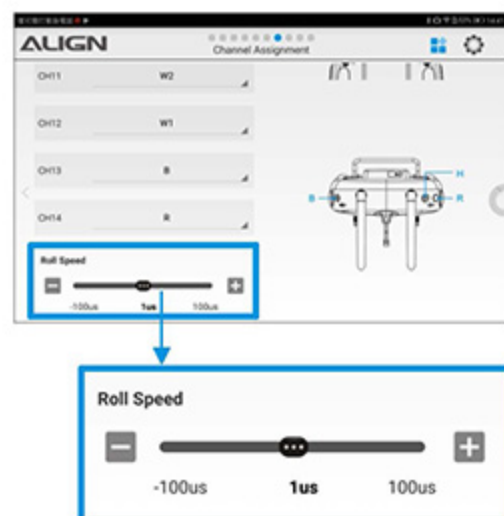 ALIGN
Channel Assignment
CH11 W2
CH12 W1
CH13 B
CH14 R
H
B R
Roll Speed
-100us 1us 100us
Roll Speed
-100us 1us 100us